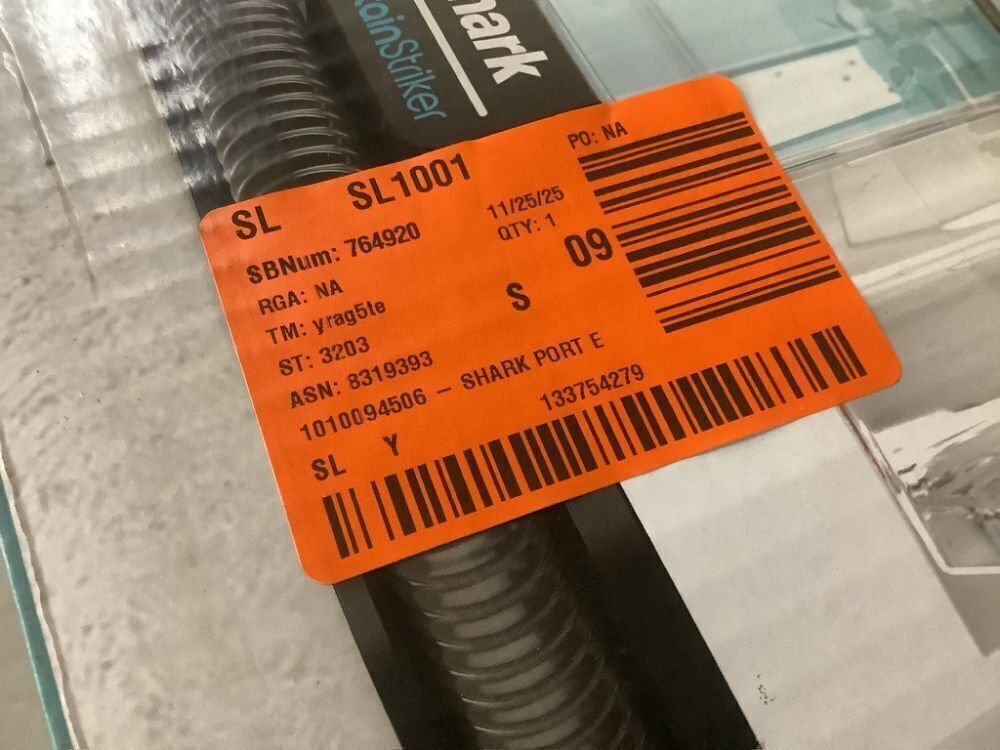 hark
tainStriker
SL SL1001 PO: NA
SBNum: 764920 11/25/25
RGA: NA QTY: 1
TM: yrag5te 09
ST: 3203 S
ASN: 8319393
1010094506 – SHARK PORT E
SL Y 133754279